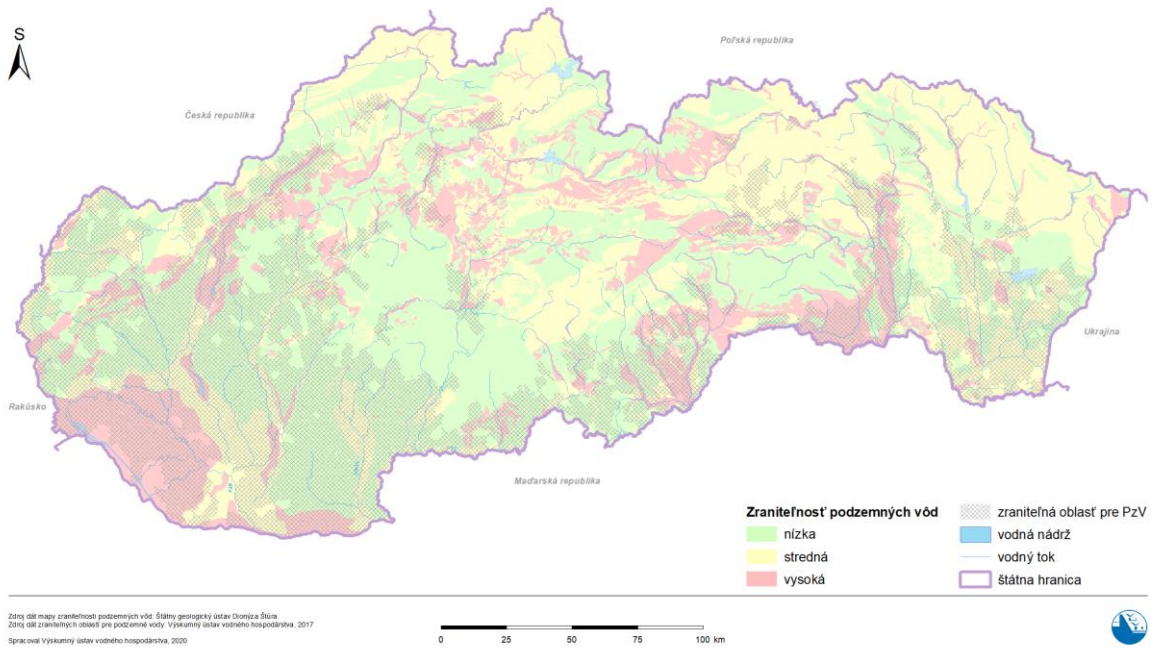 S
Poľská republika
Česká republika
Ukrajina
Rakúsko
Maďarská republika
Zraniteľnosť podzemných vôd
nízka
stredná
vysoká
zraniteľná oblasť pre PzV
vodná nádrž
vodný tok
štátna hranica
Zdroj dát mapy zraniteľnosti podzemných vôd: Štátny geologický ústav Dionýza Štúra
Zdroj dát zraniteľných oblastí pre podzemné vody: Výskumný ústav vodného hospodárstva, 2017
Spracoval Výskumný ústav vodného hospodárstva, 2020
0 25 50 75 100 km